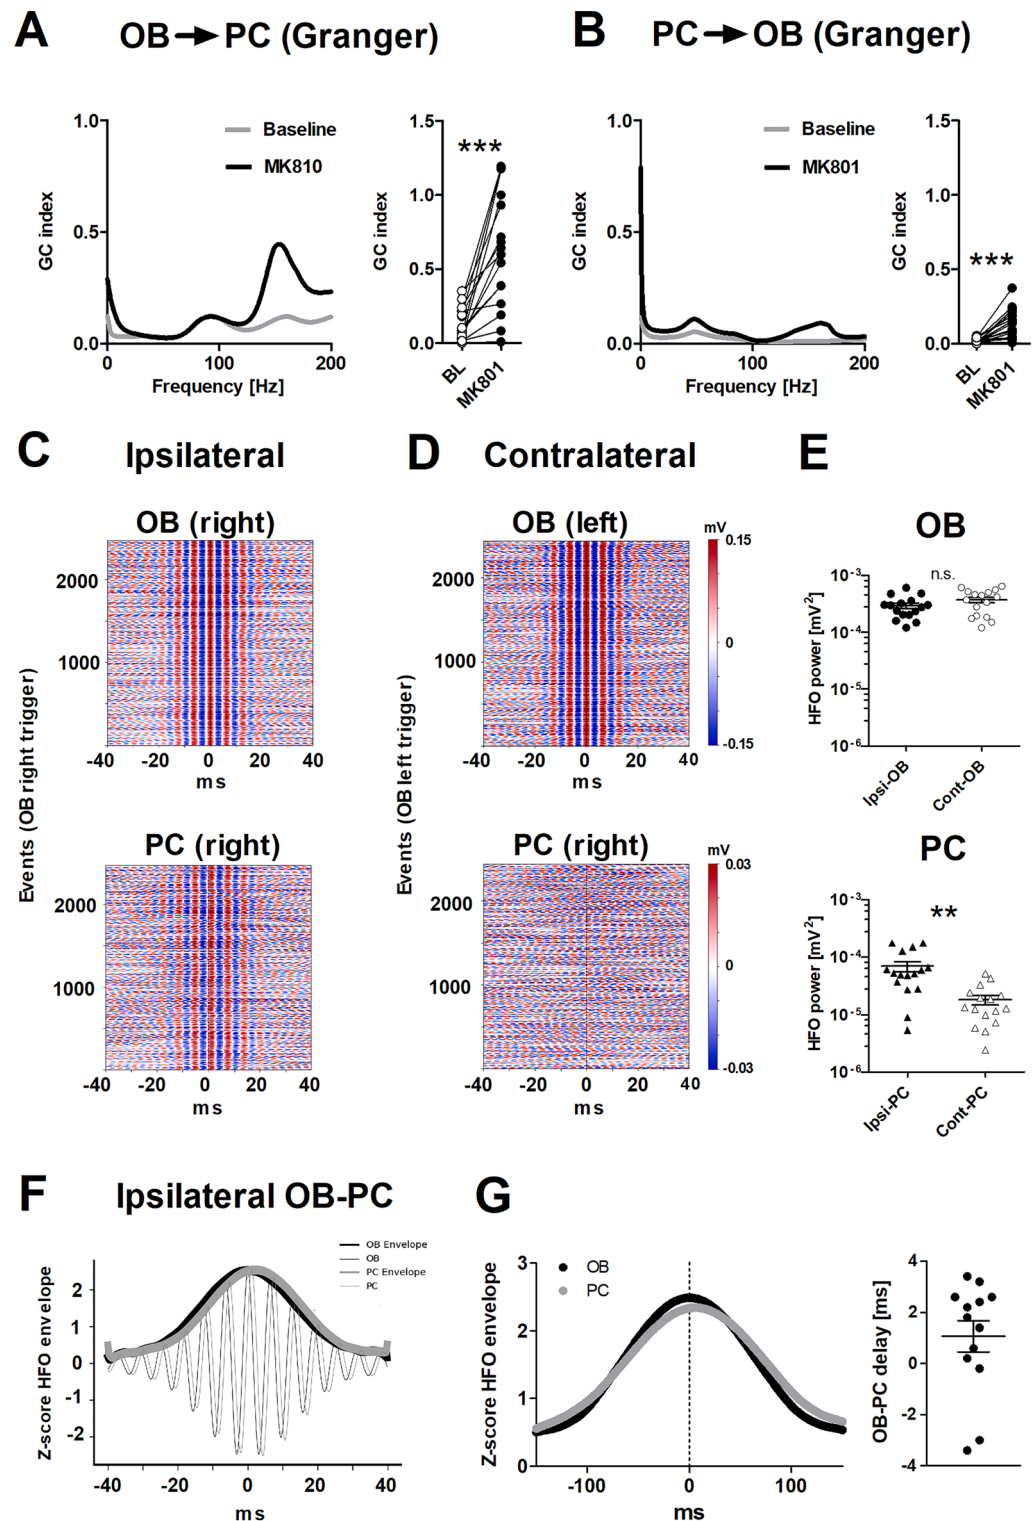 A
OB → PC (Granger)
1.0
0.5
0.0
GC index
Baseline
MK810
0
100
200
Frequency [Hz]
1.5
1.0
0.5
0.0
GC index
***
BL
MK801
B
PC → OB (Granger)
1.0
0.5
0.0
GC index
Baseline
MK801
0
100
200
Frequency [Hz]
1.5
1.0
0.5
0.0
GC index
***
BL
MK801
C
Ipsilateral
Events (OB right trigger)
OB (right)
2000
1000
-40
-20
0
20
40
ms
PC (right)
2000
1000
-40
-20
0
20
40
ms
D
Contralateral
Events (OB left trigger)
OB (left)
2000
1000
-40
-20
0
20
40
ms
mV
0.15
0
-0.15
PC (right)
2000
1000
-40
-20
0
20
40
ms
mV
0.03
0
-0.03
E
OB
HFO power [mV²]
10⁻³
10⁻⁴
10⁻⁵
10⁻⁶
n.s.
Ipsi-OB
Cont-OB
PC
HFO power [mV²]
10⁻³
10⁻⁴
10⁻⁵
10⁻⁶
**
Ipsi-PC
Cont-PC
F
Ipsilateral OB-PC
Z-score HFO envelope
2
1
0
-1
-2
OB Envelope
OB
PC Envelope
PC
-40
-20
0
20
40
ms
G
Z-score HFO envelope
3
2
1
0
OB
PC
-100
0
100
ms
OB-PC delay [ms]
4
2
0
-2
-4